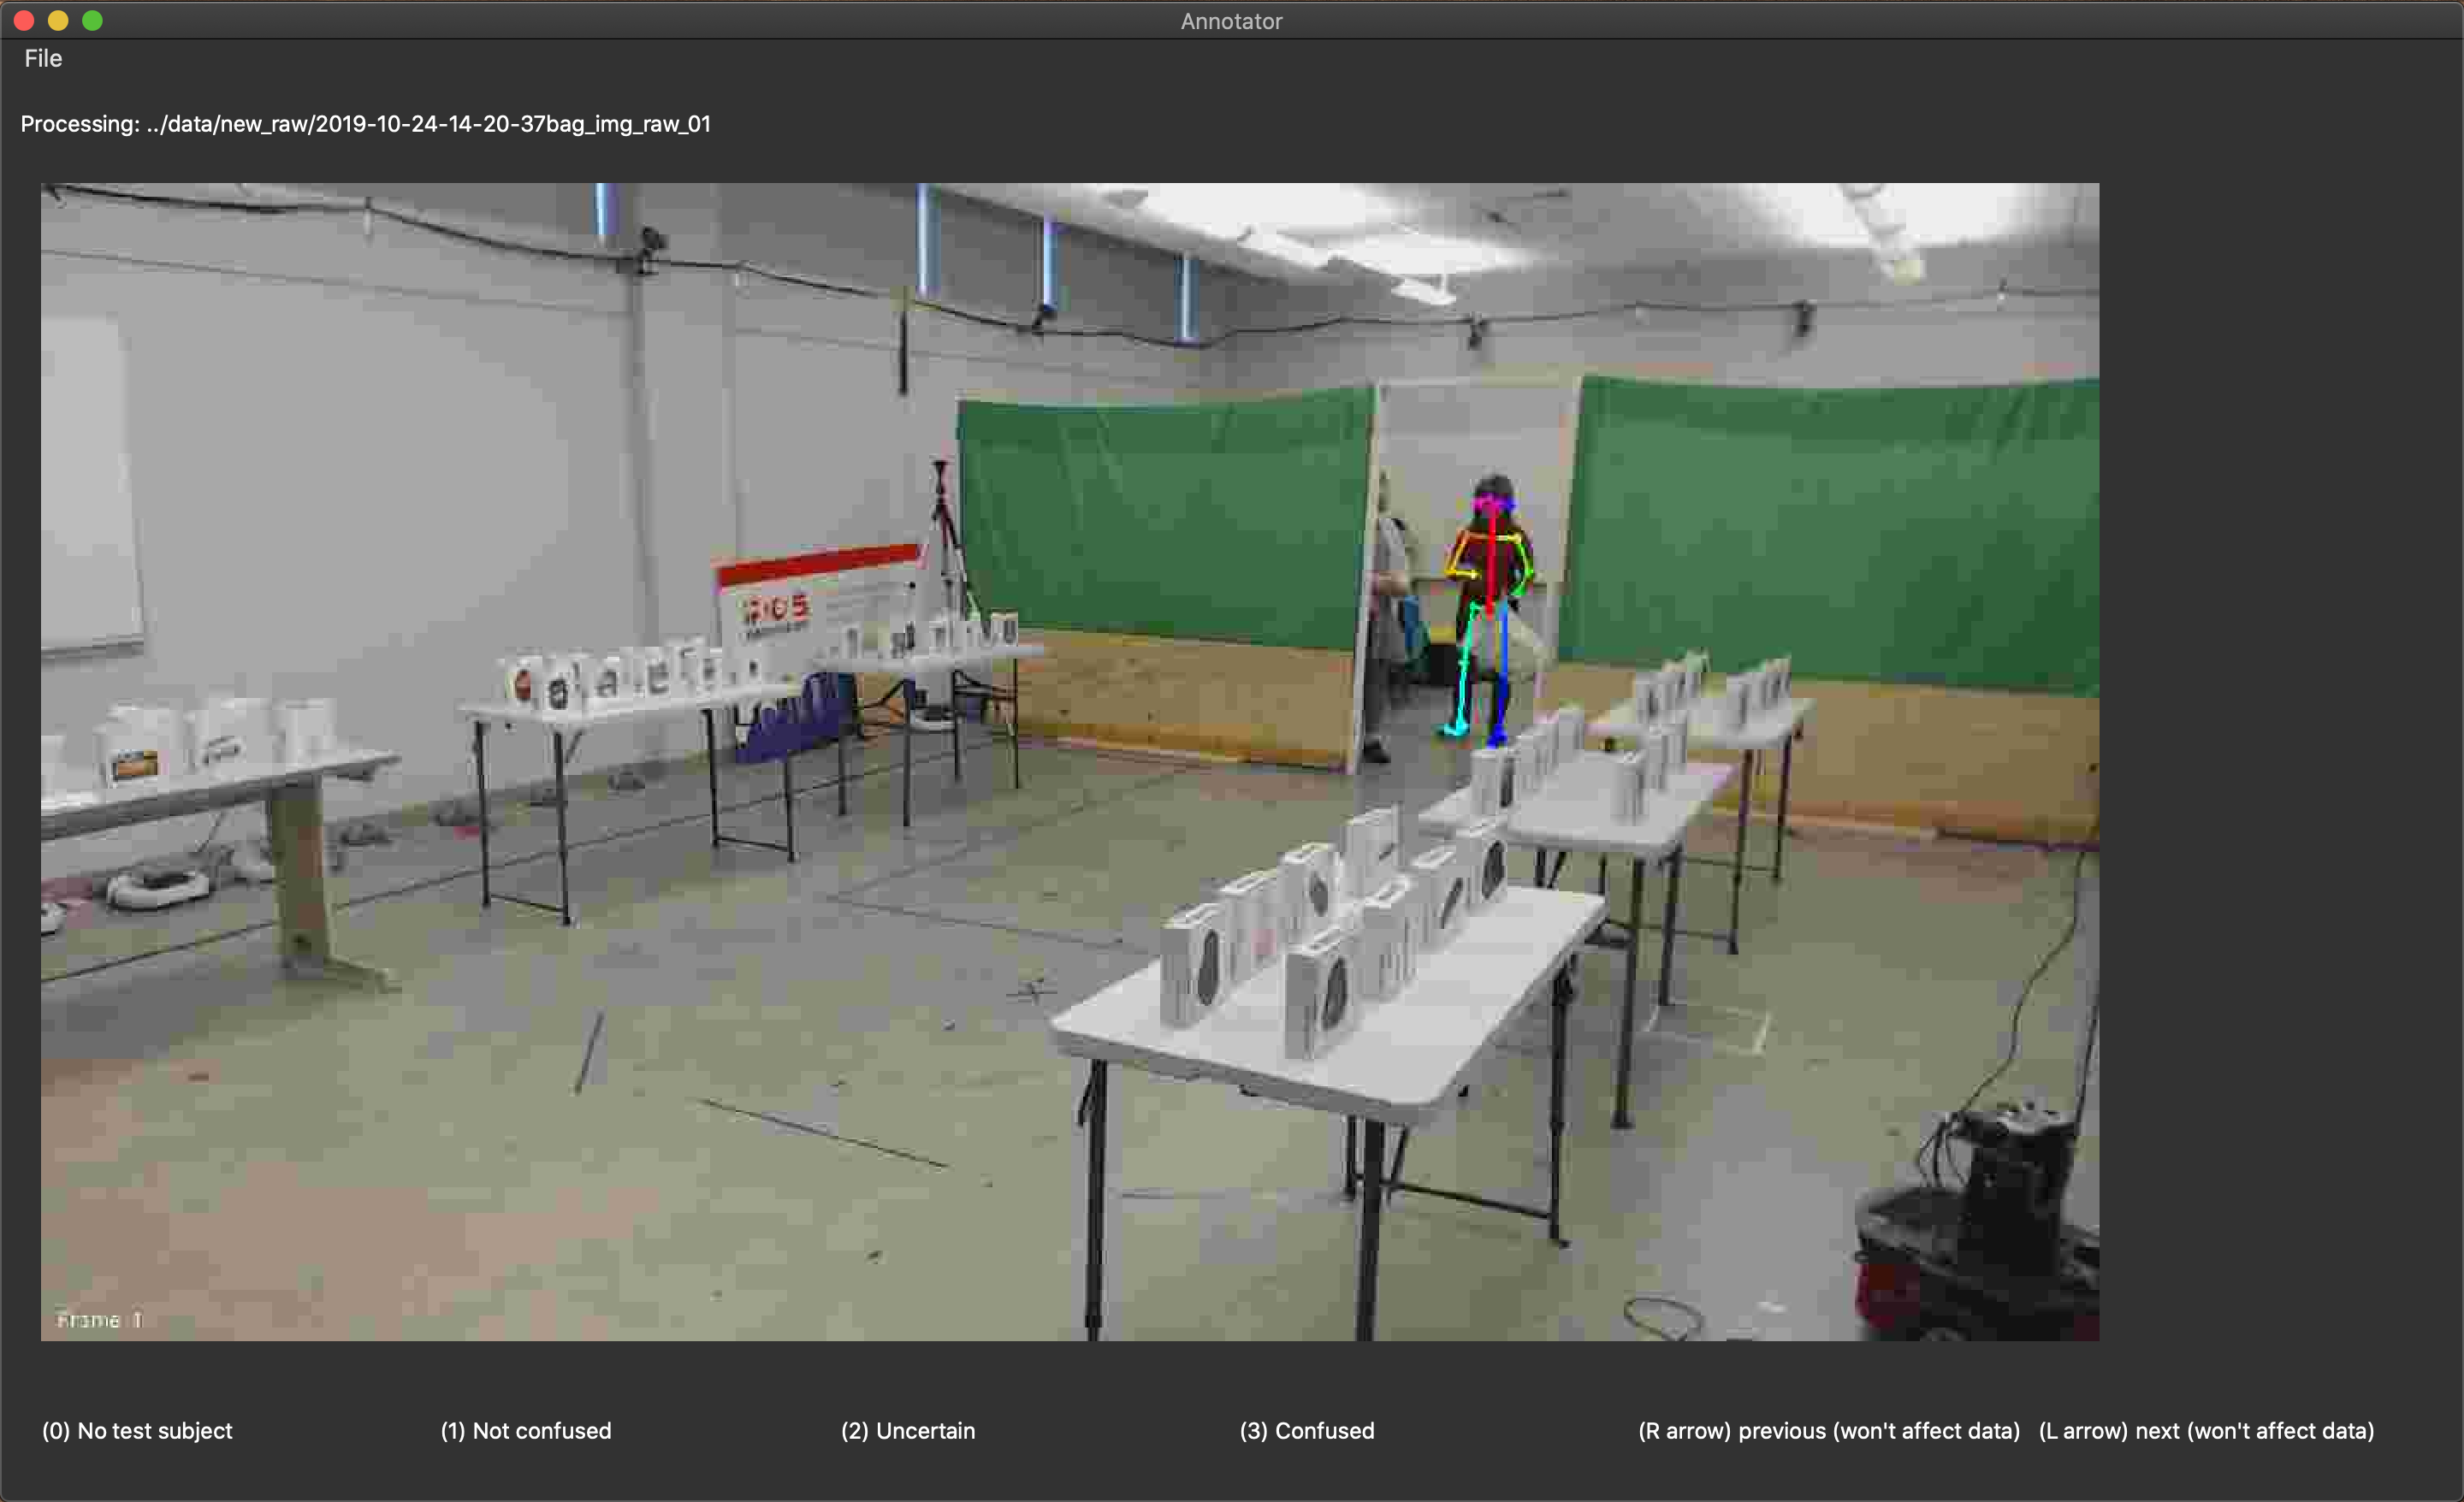 Annotator
File
Processing: ../data/new_raw/2019-10-24-14-20-37bag_img_raw_01
Frame 1
(0) No test subject
(1) Not confused
(2) Uncertain
(3) Confused
(R arrow) previous (won't affect data)
(L arrow) next (won't affect data)